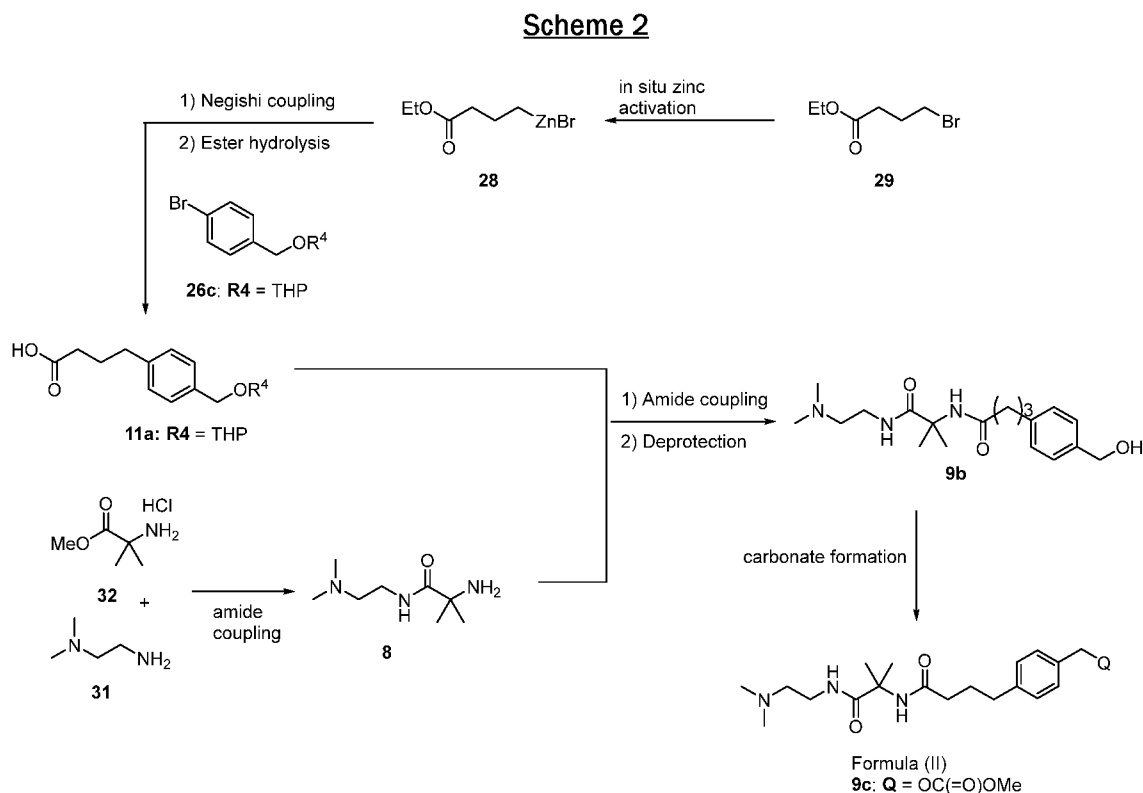 Scheme 2
1) Negishi coupling
2) Ester hydrolysis
EtO
O
ZnBr
28
in situ zinc
activation
EtO
O
Br
29
Br
OR⁴
26c: R4 = THP
HO
O
OR⁴
11a: R4 = THP
1) Amide coupling
2) Deprotection
N
N
H
O
H
N
O
( )3
OH
9b
O
HCl
MeO
NH₂
32
+
N
NH₂
31
amide
coupling
N
N
H
O
NH₂
8
carbonate formation
N
H
N
O
N
H
O
Q
Formula (II)
9c: Q = OC(=O)OMe